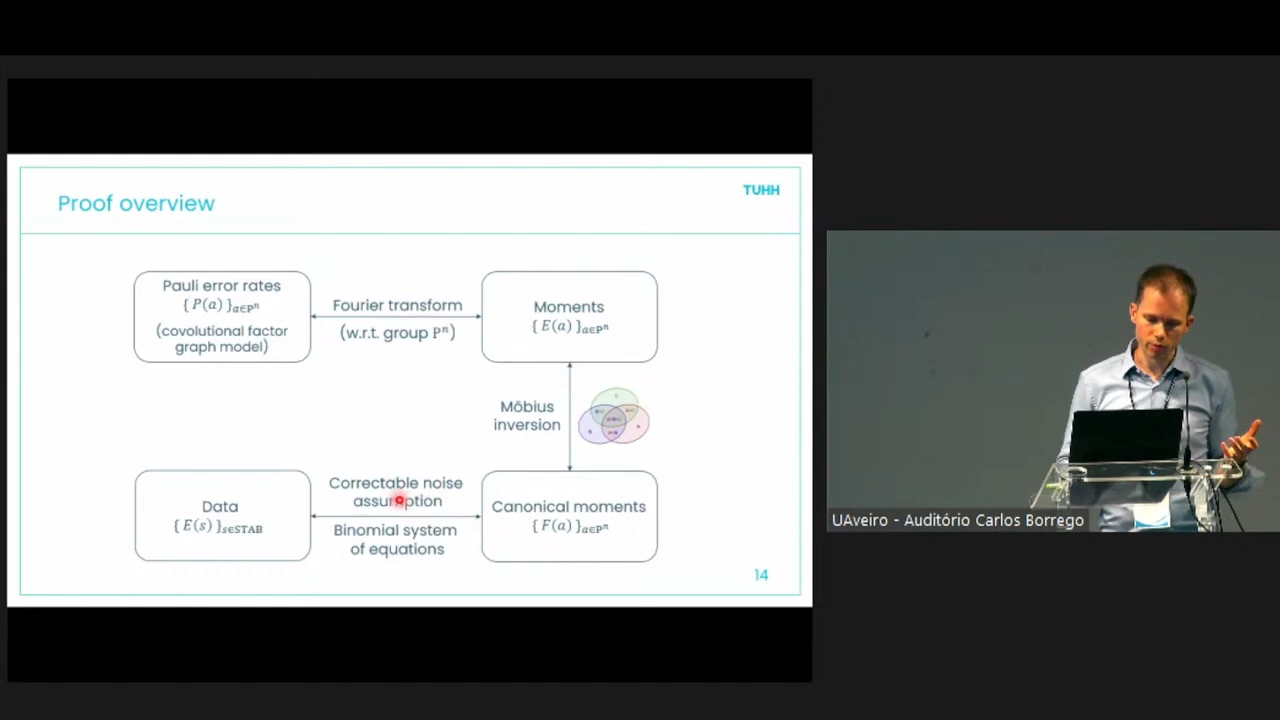 Proof overview
TUHH
Pauli error rates
{ P(a) }a∈Pⁿ
(covolutional factor
graph model)
Fourier transform
(w.r.t. group Pⁿ)
Moments
{ E(a) }a∈Pⁿ
Möbius
inversion
Data
{ E(s) }s∈STAB
Correctable noise
assumption
Binomial system
of equations
Canonical moments
{ F(a) }a∈Pⁿ
14
UAveiro - Auditório Carlos Borrego